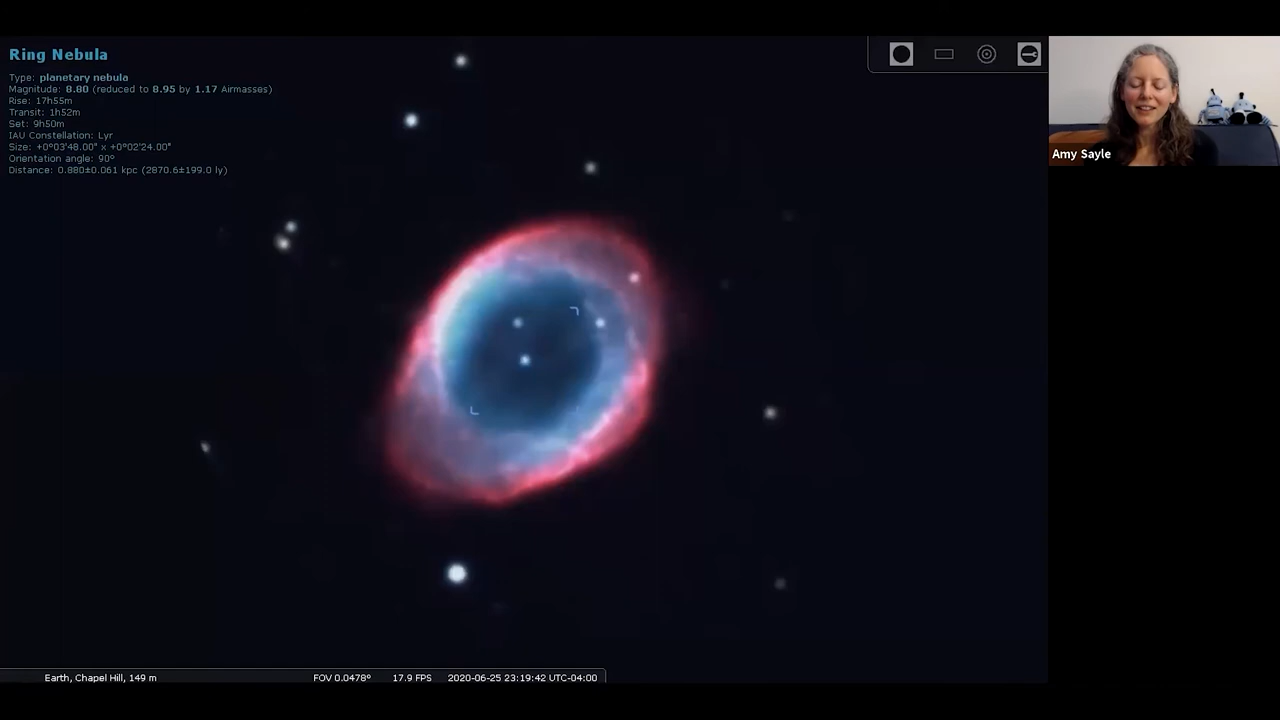 Ring Nebula
Type: planetary nebula
Magnitude: 8.80 (reduced to 8.95 by 1.17 Airmasses)
Rise: 17h55m
Transit: 1h52m
Set: 9h50m
IAU Constellation: Lyr
Size: +0°03'48.00" x +0°02'24.00"
Orientation angle: 90°
Distance: 0.880±0.061 kpc (2870.6±199.0 ly)
Amy Sayle
Earth, Chapel Hill, 149 m FOV 0.0478° 17.9 FPS 2020-06-25 23:19:42 UTC-04:00